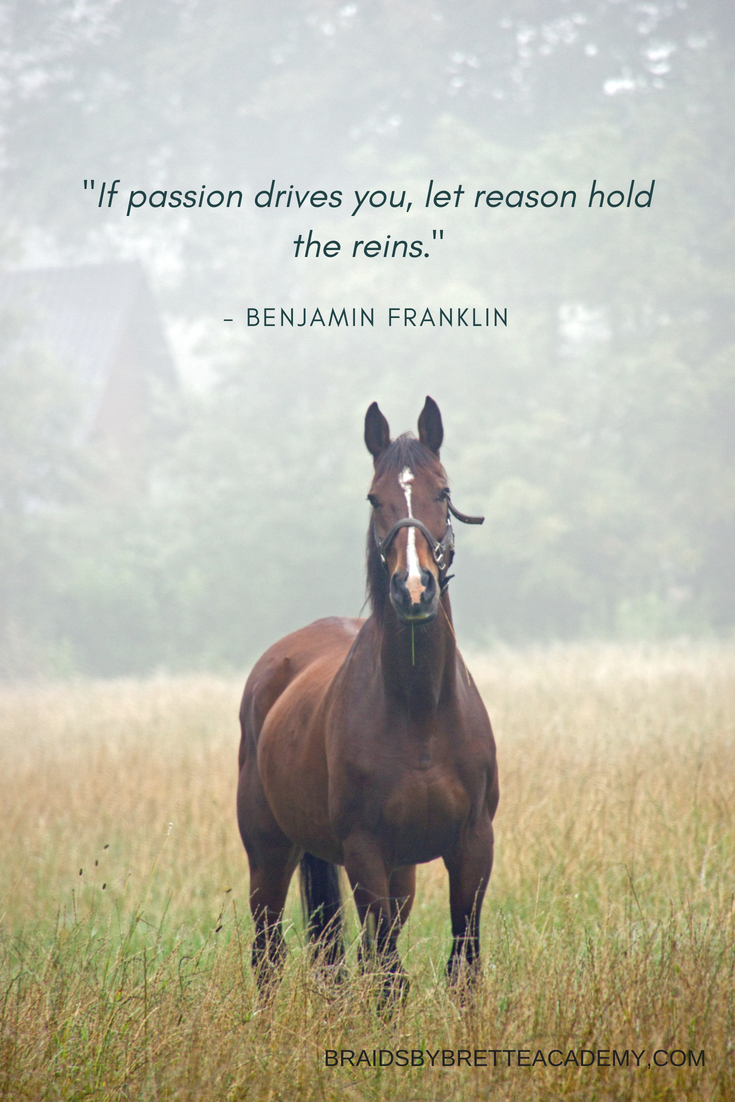 "If passion drives you, let reason hold
the reins."
- BENJAMIN FRANKLIN
BRAIDSBYBRETTEACADEMY,COM